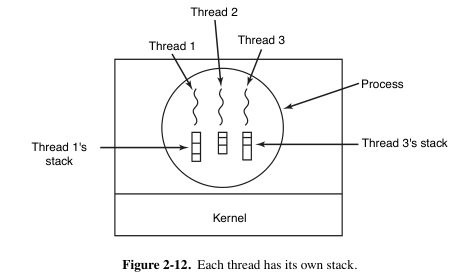 Thread 2
Thread 1
Thread 3
Process
Thread 1's
stack
Thread 3's stack
Kernel
Figure 2-12. Each thread has its own stack.